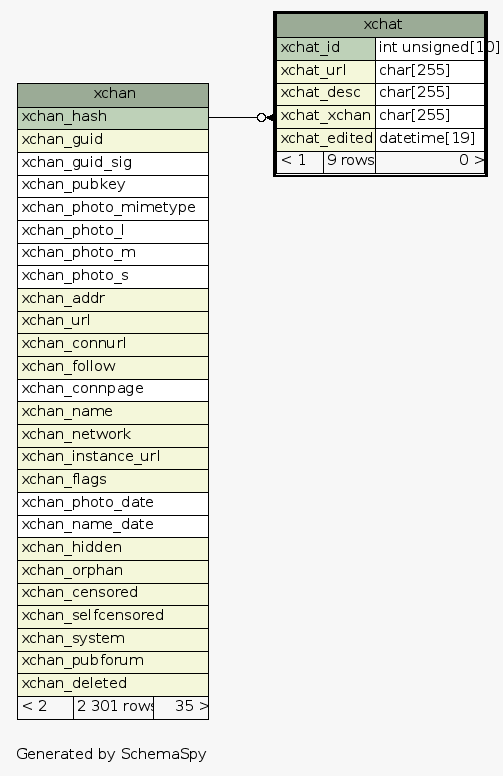 xchat
xchat_id int unsigned[10]
xchat_url char[255]
xchat_desc char[255]
xchat_xchan char[255]
xchat_edited datetime[19]
< 1 9 rows 0 >
xchan
xchan_hash
xchan_guid
xchan_guid_sig
xchan_pubkey
xchan_photo_mimetype
xchan_photo_l
xchan_photo_m
xchan_photo_s
xchan_addr
xchan_url
xchan_connurl
xchan_follow
xchan_connpage
xchan_name
xchan_network
xchan_instance_url
xchan_flags
xchan_photo_date
xchan_name_date
xchan_hidden
xchan_orphan
xchan_censored
xchan_selfcensored
xchan_system
xchan_pubforum
xchan_deleted
< 2 2 301 rows 35 >
Generated by SchemaSpy